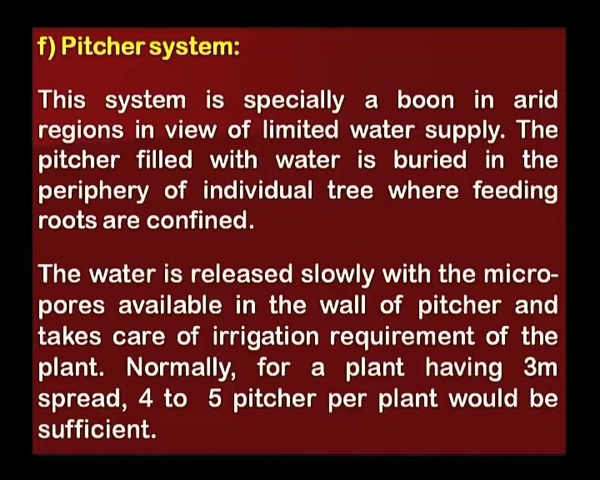 f) Pitcher system:
This system is specially a boon in arid
regions in view of limited water supply. The
pitcher filled with water is buried in the
periphery of individual tree where feeding
roots are confined.
The water is released slowly with the micro-
pores available in the wall of pitcher and
takes care of irrigation requirement of the
plant. Normally, for a plant having 3m
spread, 4 to 5 pitcher per plant would be
sufficient.